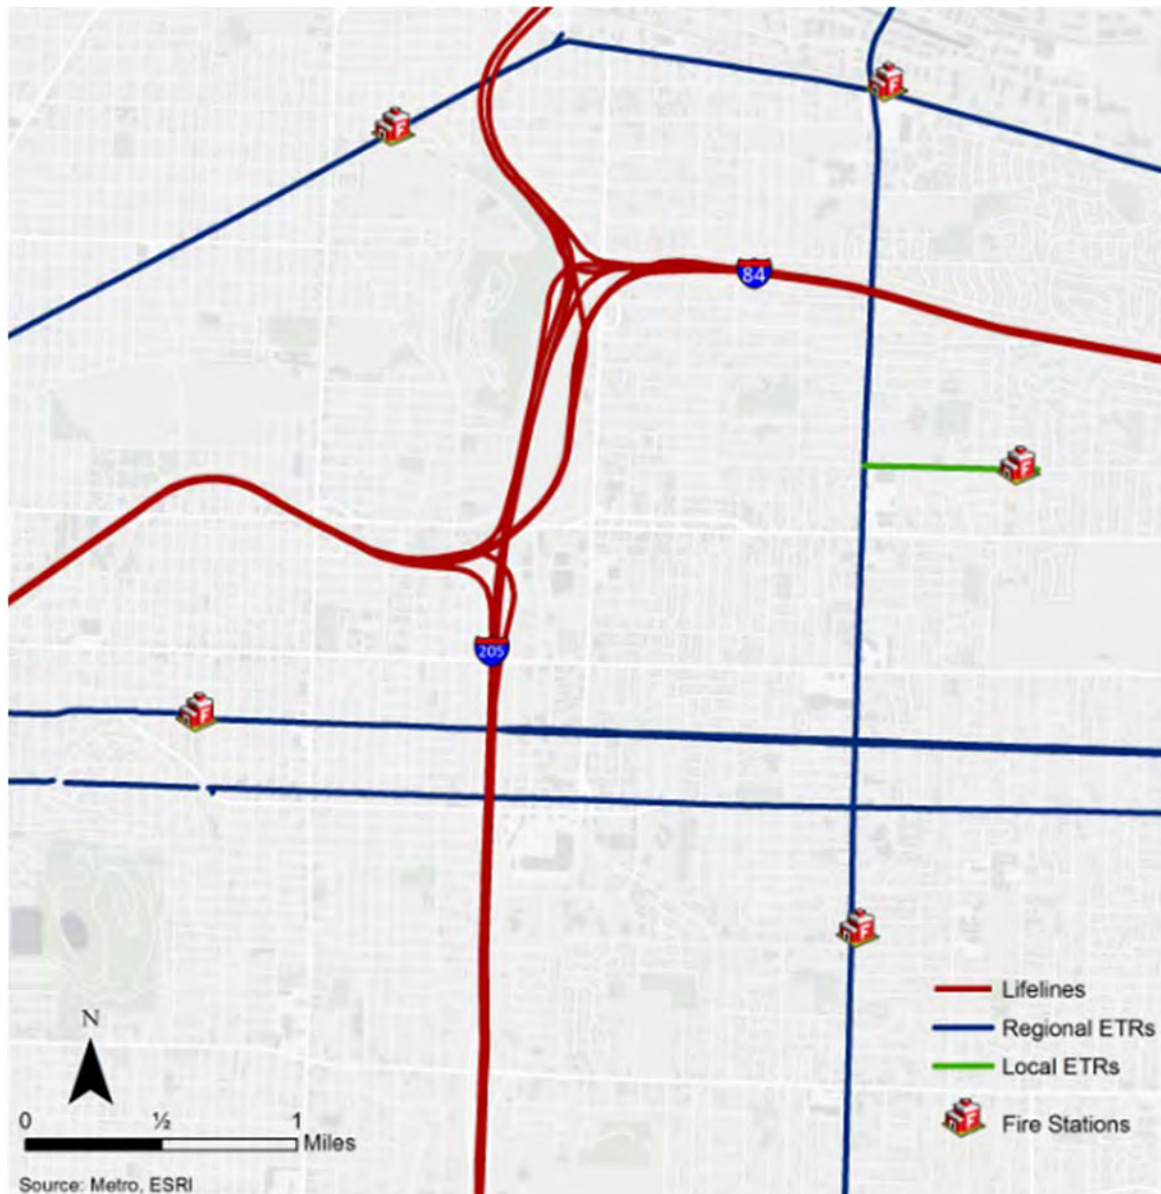 84
205
N
0 ½ 1
Miles
Source: Metro, ESRI
Lifelines
Regional ETRs
Local ETRs
Fire Stations